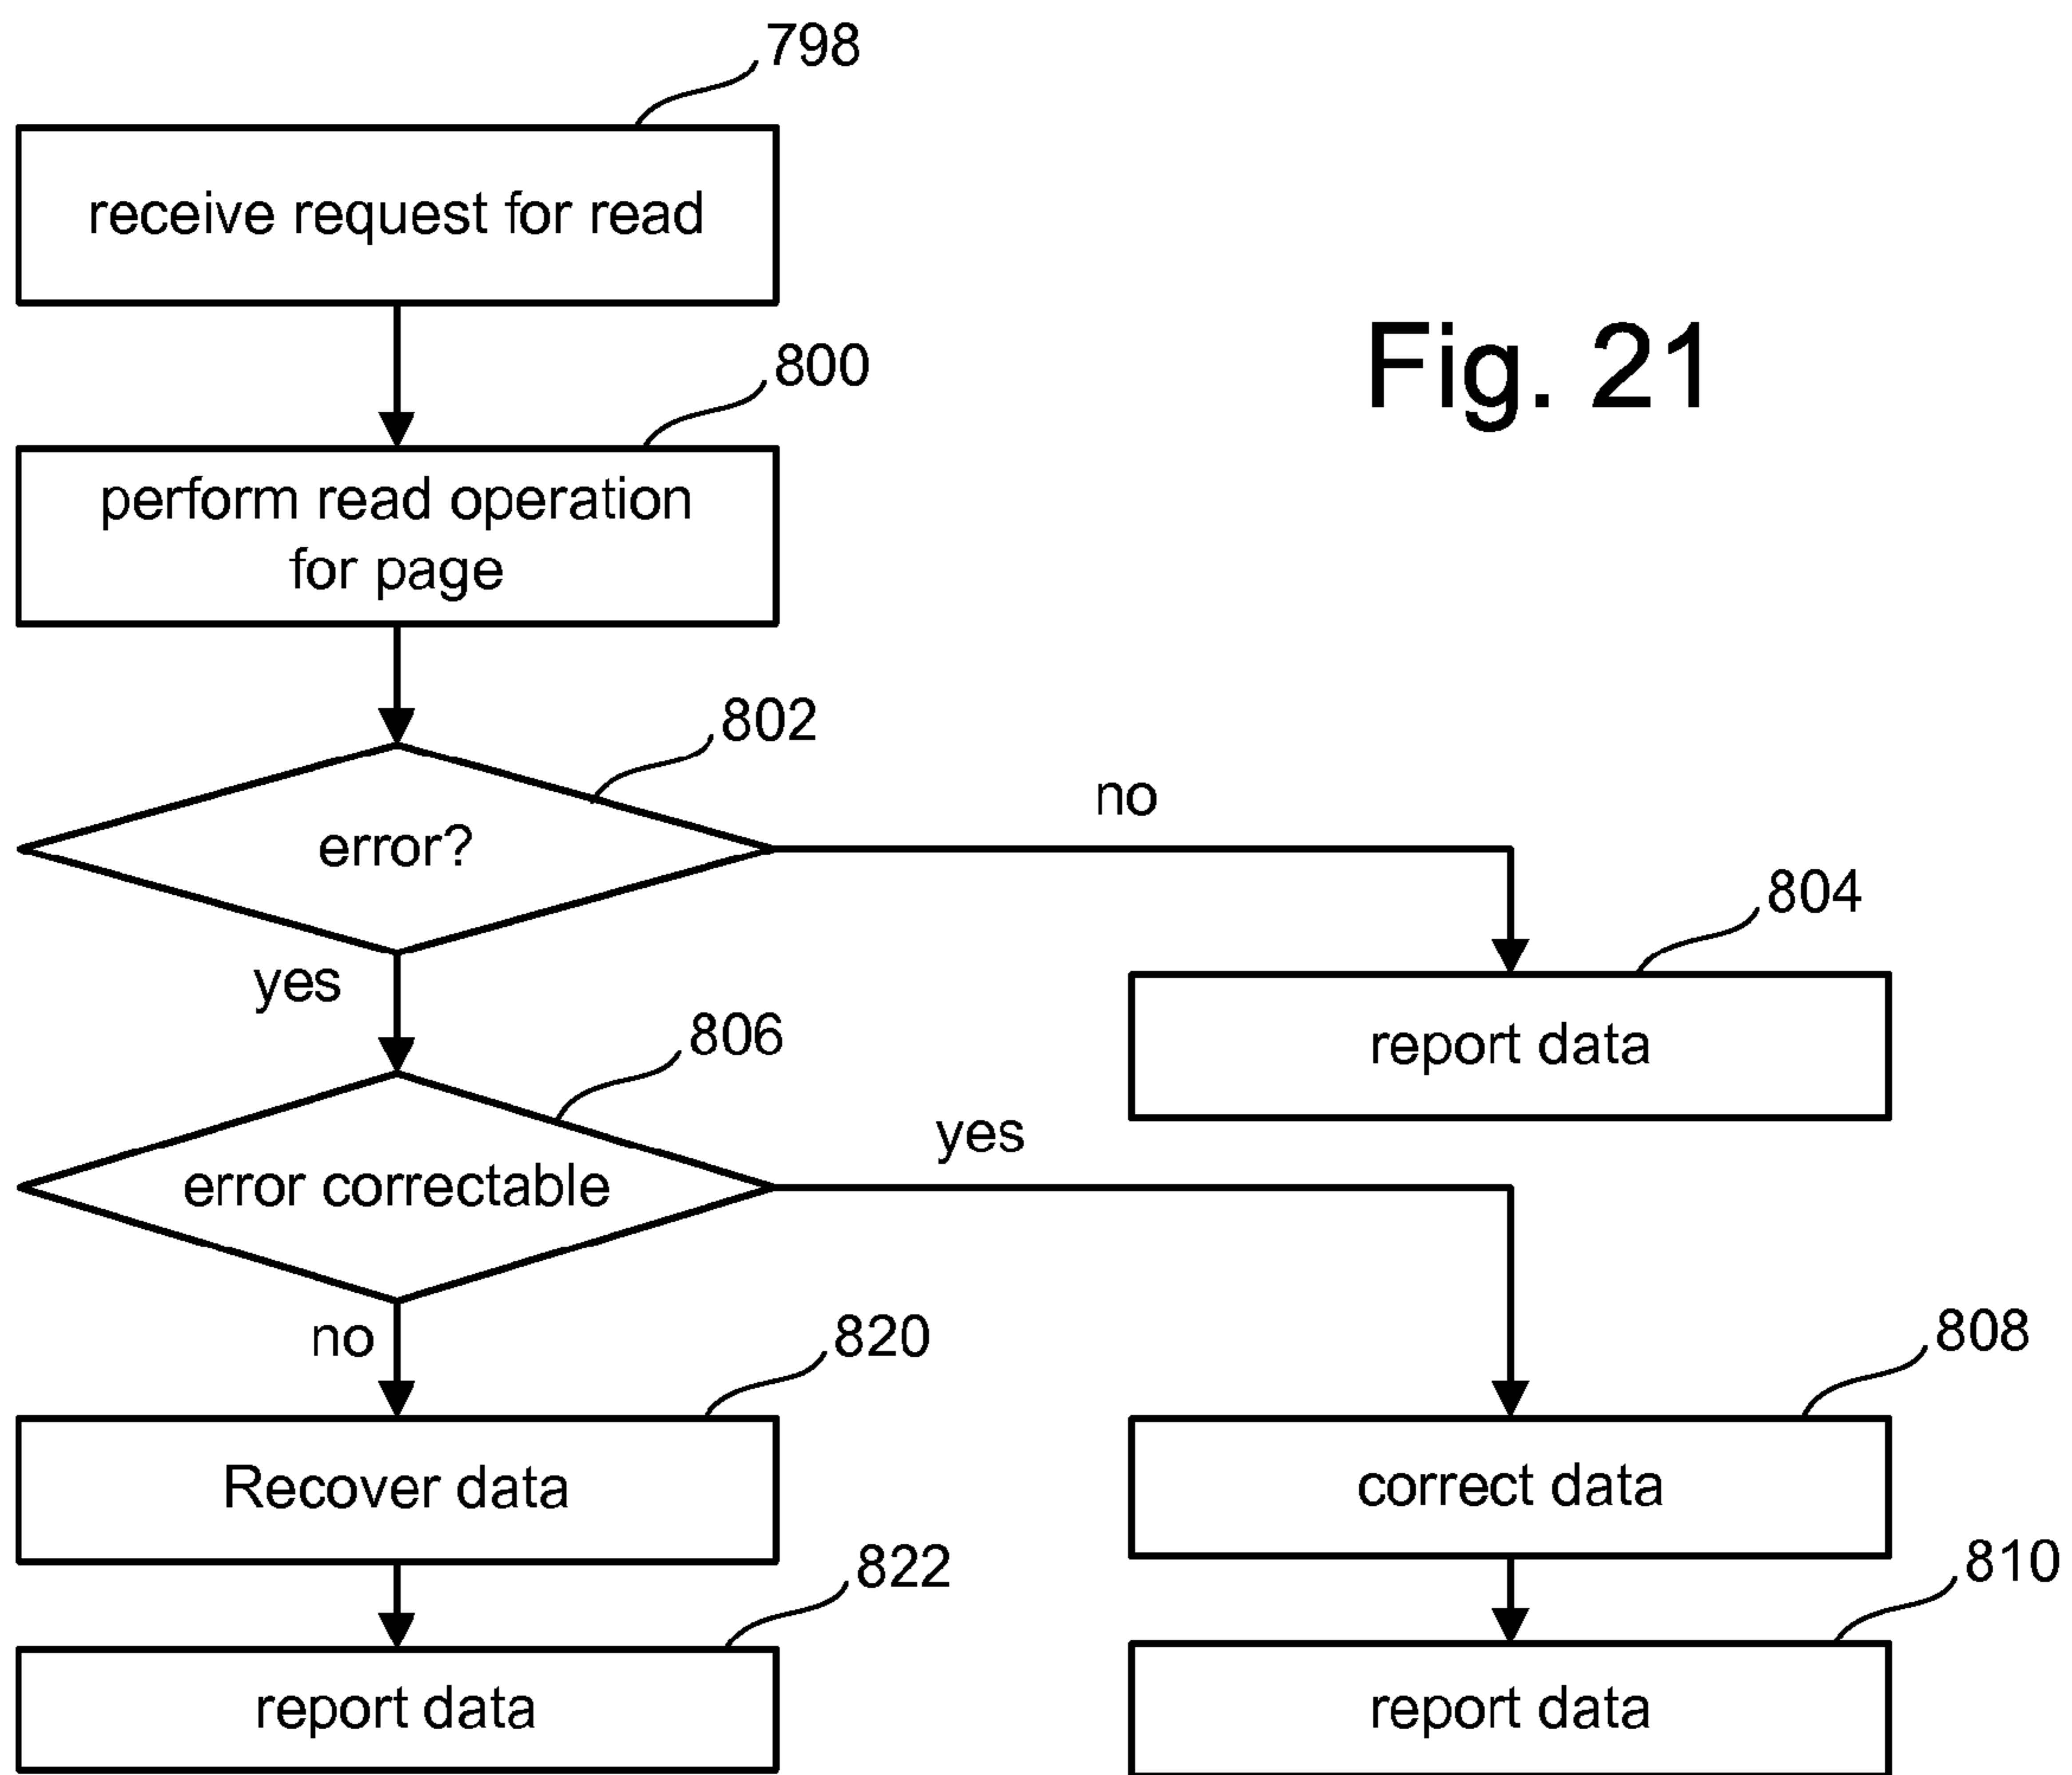 798
receive request for read
Fig. 21
800
perform read operation
for page
802
error?
no
804
report data
yes
806
error correctable
yes
no
820
Recover data
808
correct data
822
report data
810
report data